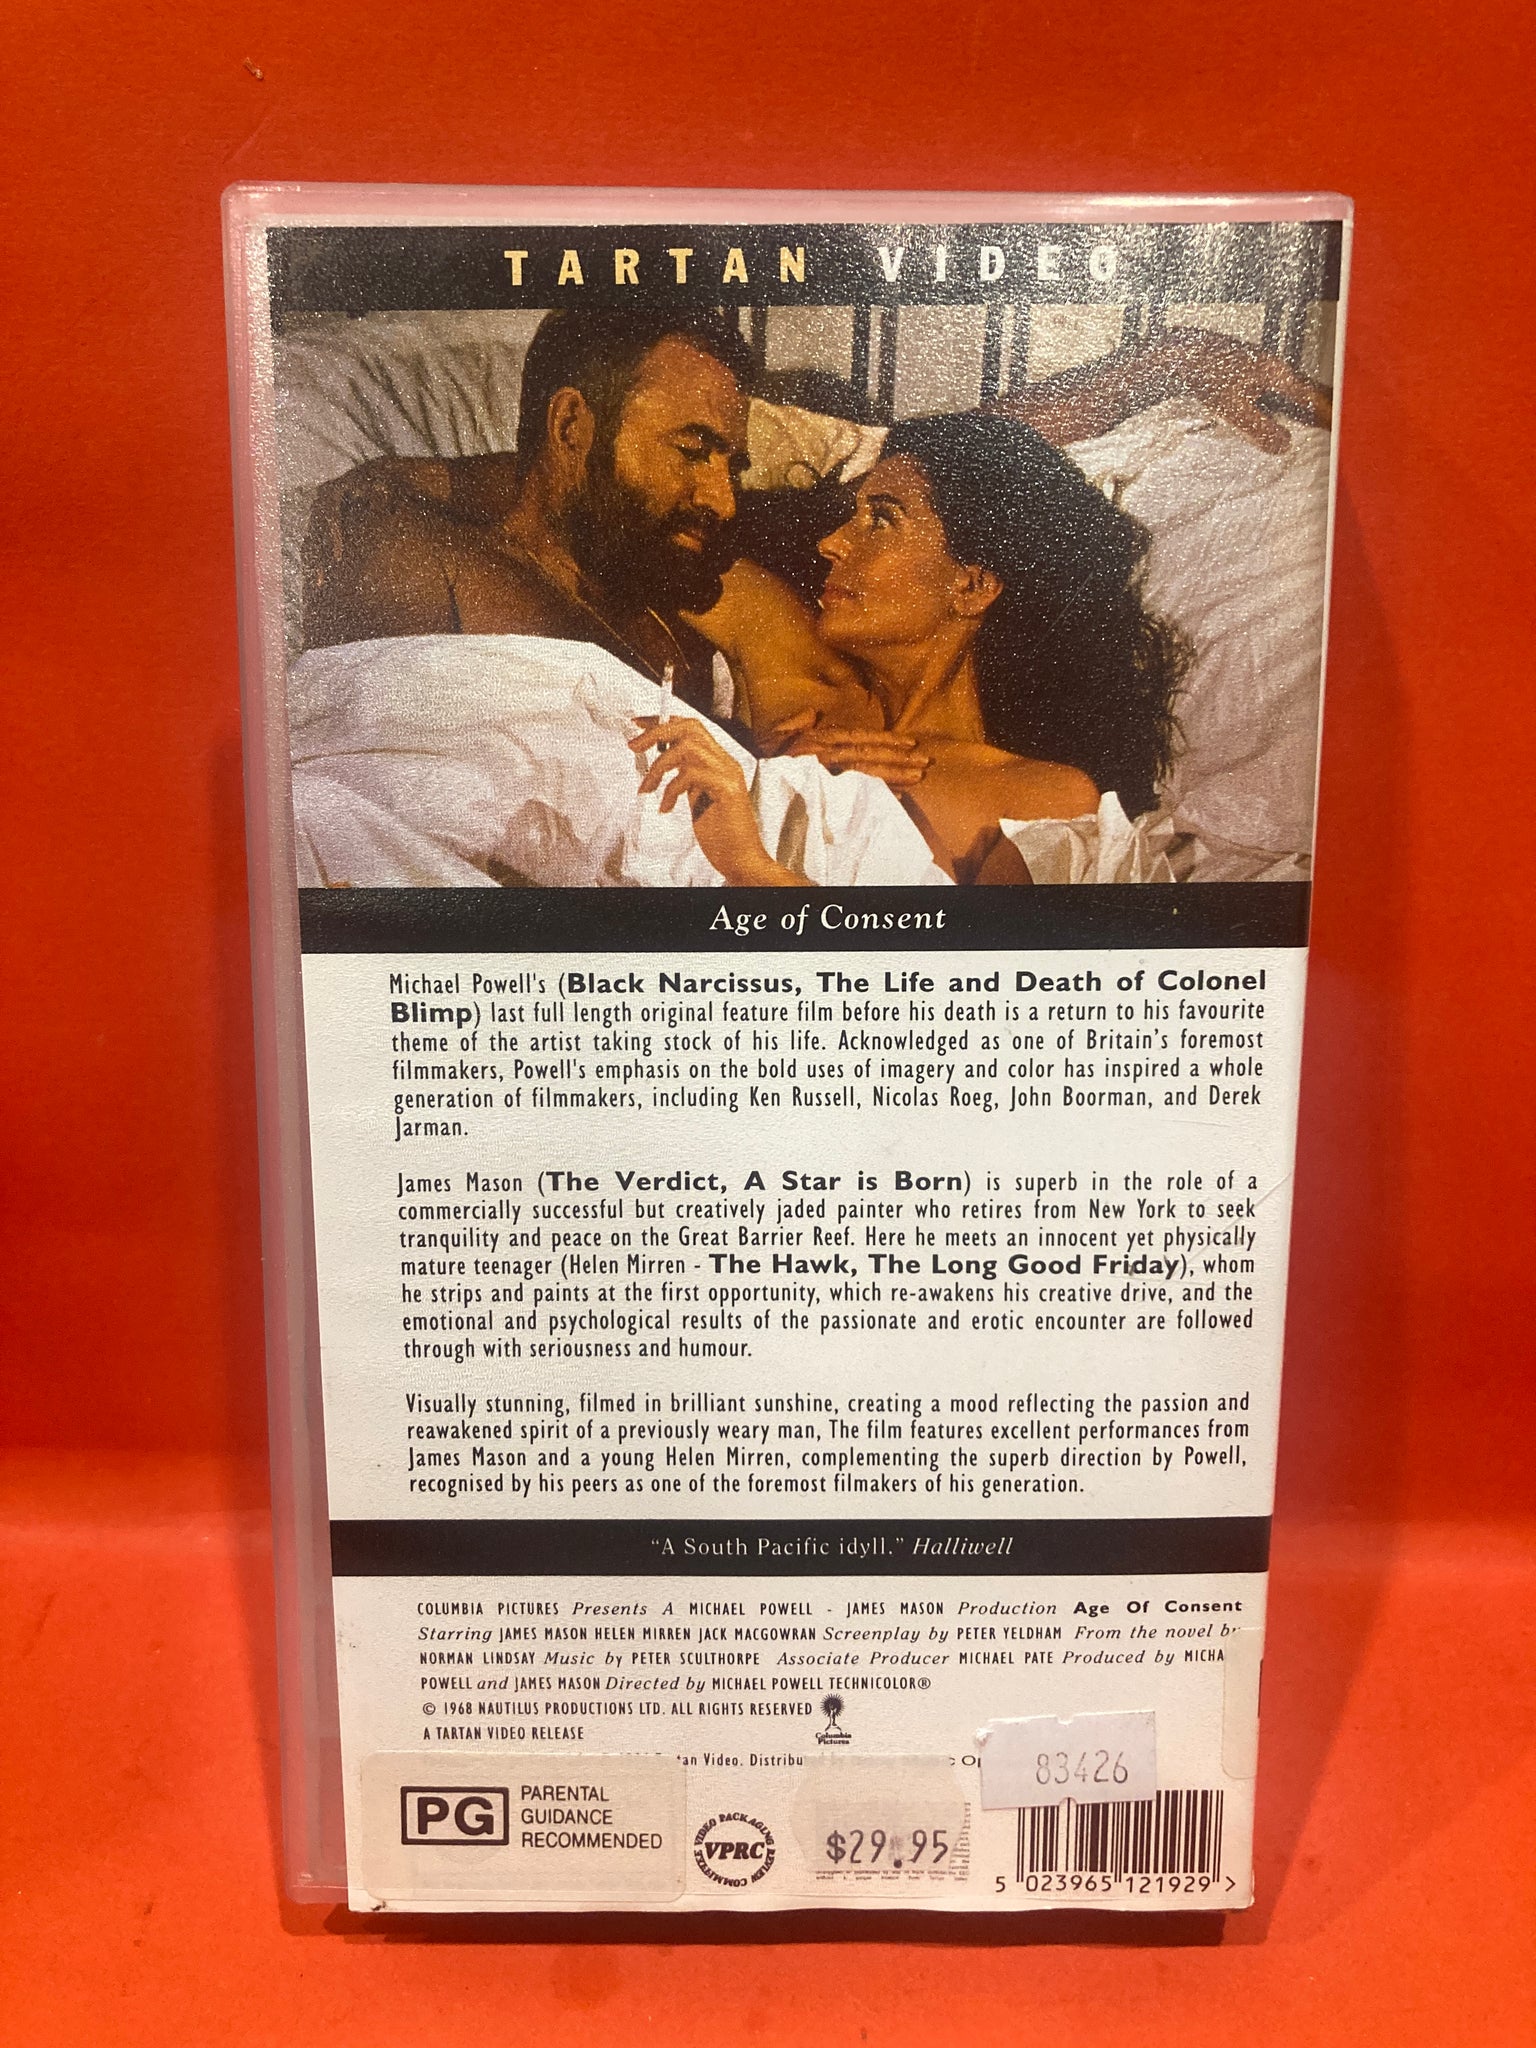 TARTAN VIDEO
Age of Consent
Michael Powell's (Black Narcissus, The Life and Death of Colonel
Blimp) last full length original feature film before his death is a return to his favourite
theme of the artist taking stock of his life. Acknowledged as one of Britain's foremost
filmmakers, Powell's emphasis on the bold uses of imagery and color has inspired a whole
generation of filmmakers, including Ken Russell, Nicolas Roeg, John Boorman, and Derek
Jarman.
James Mason (The Verdict, A Star is Born) is superb in the role of a
commercially successful but creatively jaded painter who retires from New York to seek
tranquility and peace on the Great Barrier Reef. Here he meets an innocent yet physically
mature teenager (Helen Mirren - The Hawk, The Long Good Friday), whom
he strips and paints at the first opportunity, which re-awakens his creative drive, and the
emotional and psychological results of the passionate and erotic encounter are followed
through with seriousness and humour.
Visually stunning, filmed in brilliant sunshine, creating a mood reflecting the passion and
reawakened spirit of a previously weary man, The film features excellent performances from
James Mason and a young Helen Mirren, complementing the superb direction by Powell,
recognised by his peers as one of the foremost filmakers of his generation.
"A South Pacific idyll." Halliwell
COLUMBIA PICTURES Presents A MICHAEL POWELL - JAMES MASON Production Age Of Consent
Starring JAMES MASON HELEN MIRREN JACK MACGOWRAN Screenplay by PETER YELDHAM From the novel by
NORMAN LINDSAY Music by PETER SCULTHORPE Associate Producer MICHAEL PATE Produced by MICHA
POWELL and JAMES MASON Directed by MICHAEL POWELL TECHNICOLOR®
© 1968 NAUTILUS PRODUCTIONS LTD. ALL RIGHTS RESERVED
Columbia
Pictures
A TARTAN VIDEO RELEASE
Video. Distribu
83426
PG PARENTAL
GUIDANCE
RECOMMENDED
VIDEO PACKAGING REVIEW COMMITTEE
VPRC
$29.95
5 023965 121929 >